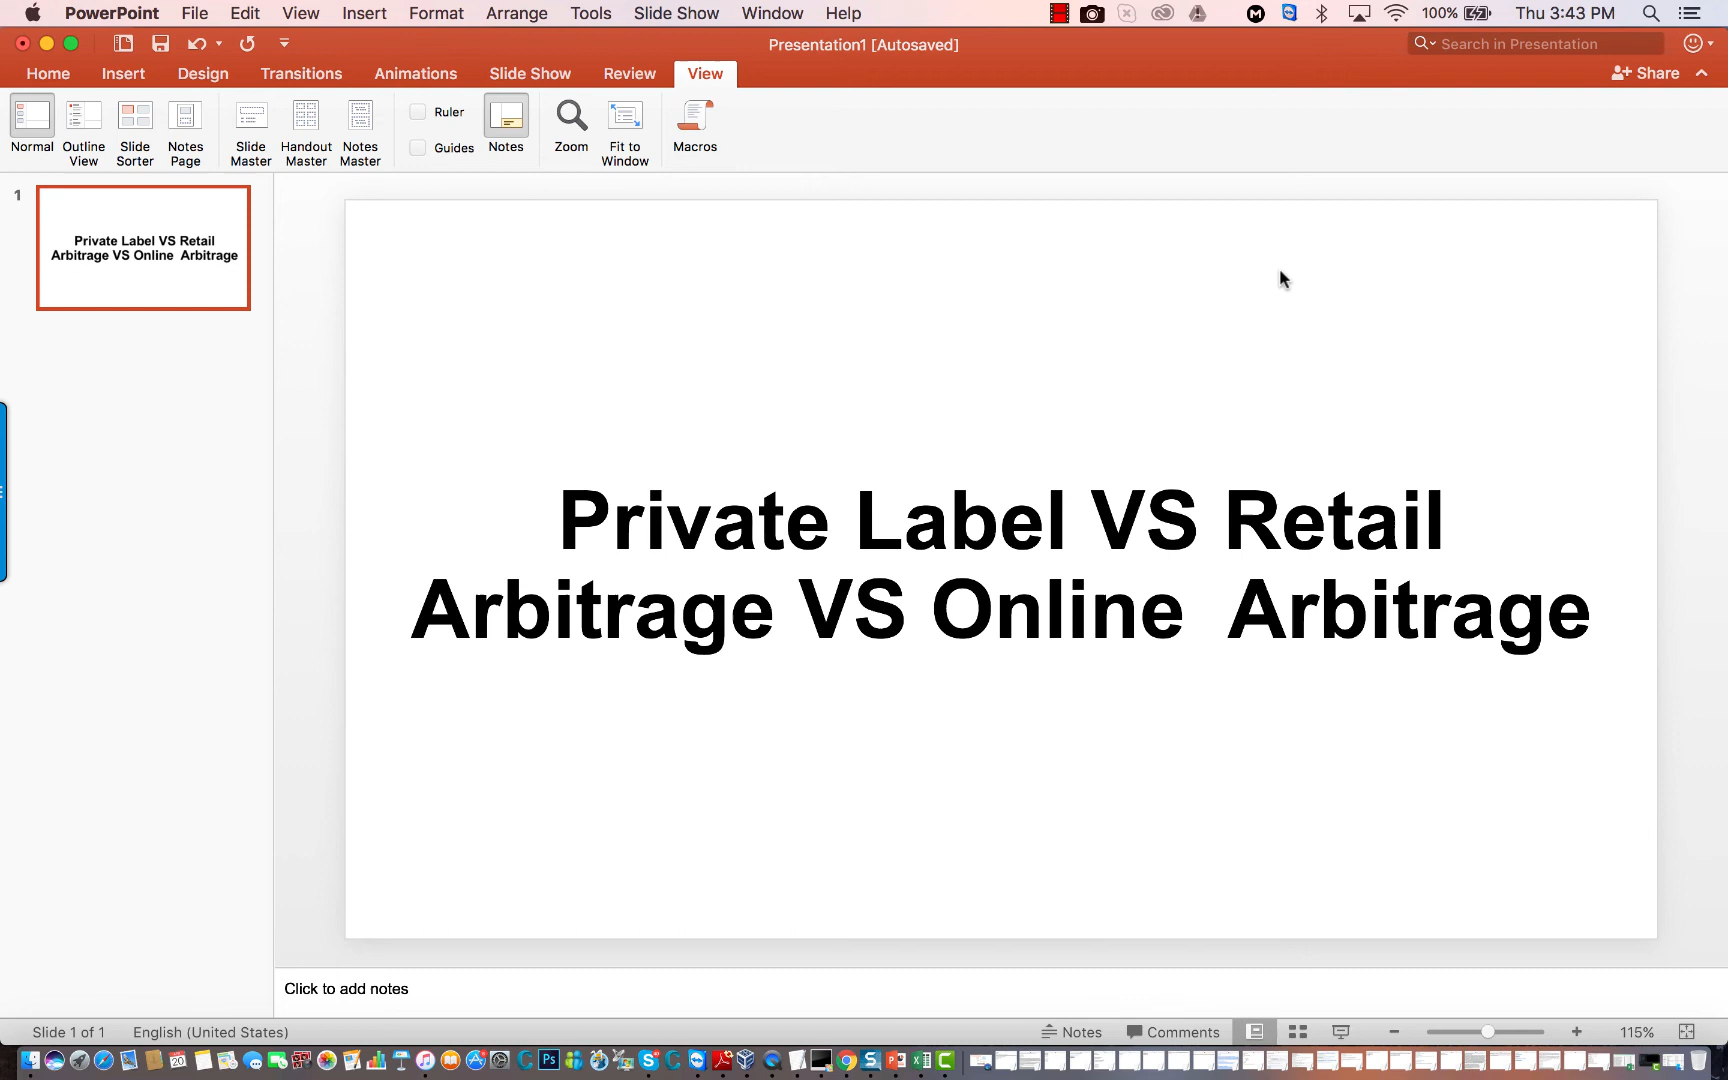 PowerPoint File Edit View Insert Format Arrange Tools Slide Show Window Help 100% Thu 3:43 PM
Presentation1 [Autosaved] Search in Presentation
Home Insert Design Transitions Animations Slide Show Review View Share
Normal Outline View Slide Sorter Notes Page Slide Master Handout Master Notes Master Ruler Guides Notes Zoom Fit to Window Macros
1
Private Label VS Retail
Arbitrage VS Online  Arbitrage
Private Label VS Retail
Arbitrage VS Online  Arbitrage
Click to add notes
Slide 1 of 1 English (United States) Notes Comments 115%